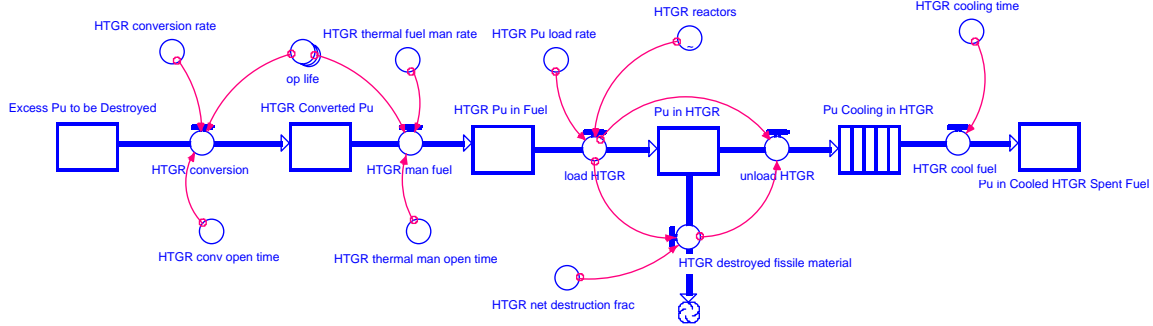 HTGR cooling time
HTGR reactors
HTGR conversion rate
HTGR thermal fuel man rate
HTGR Pu load rate
~
op life
Excess Pu to be Destroyed
HTGR Converted Pu
HTGR Pu in Fuel
Pu in HTGR
Pu Cooling in HTGR
HTGR conversion
HTGR man fuel
load HTGR
unload HTGR
HTGR cool fuel
Pu in Cooled HTGR Spent Fuel
HTGR conv open time
HTGR thermal man open time
HTGR destroyed fissile material
HTGR net destruction frac